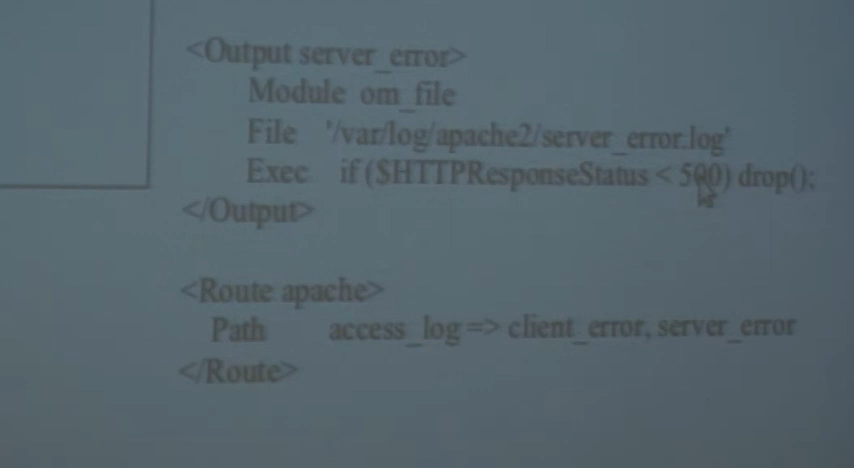 <Output server_error>
Module om_file
File '/var/log/apache2/server_error.log'
Exec if ($HTTPResponseStatus < 500) drop();
</Output>
<Route apache>
Path access_log => client_error, server_error
</Route>